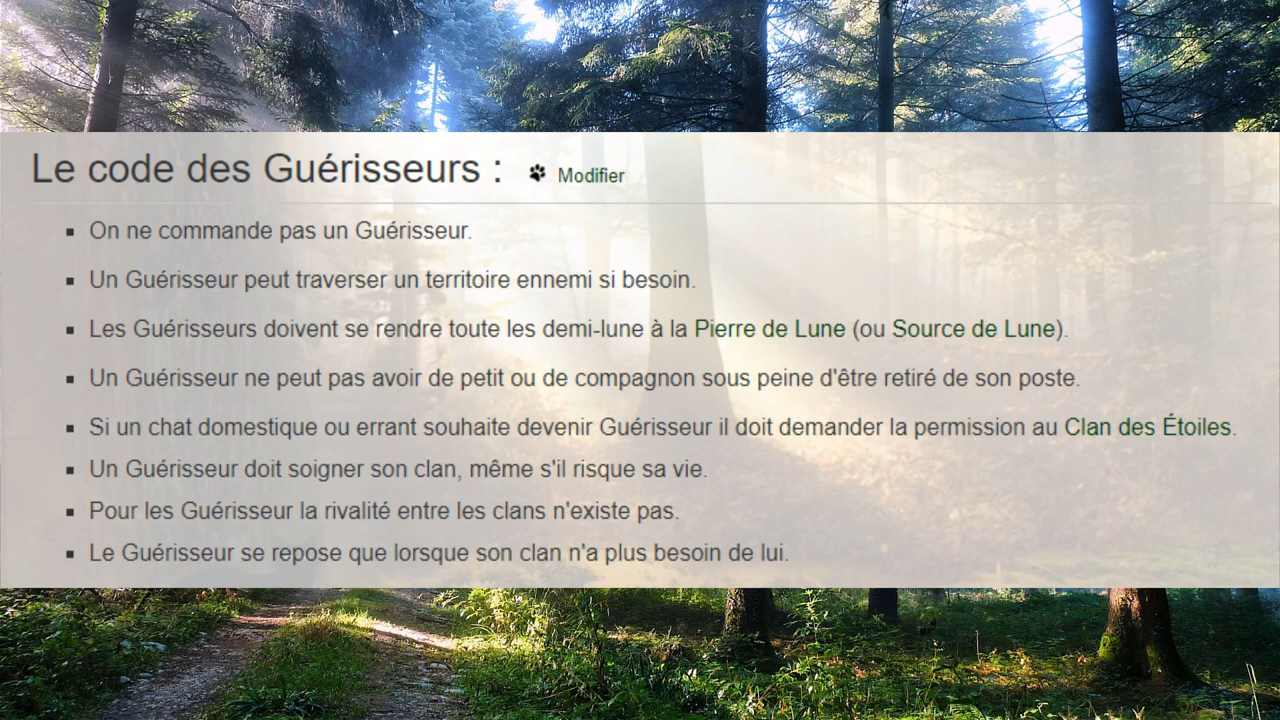 Le code des Guérisseurs : Modifier
On ne commande pas un Guérisseur.
Un Guérisseur peut traverser un territoire ennemi si besoin.
Les Guérisseurs doivent se rendre toute les demi-lune à la Pierre de Lune (ou Source de Lune).
Un Guérisseur ne peut pas avoir de petit ou de compagnon sous peine d'être retiré de son poste.
Si un chat domestique ou errant souhaite devenir Guérisseur il doit demander la permission au Clan des Étoiles.
Un Guérisseur doit soigner son clan, même s'il risque sa vie.
Pour les Guérisseur la rivalité entre les clans n'existe pas.
Le Guérisseur se repose que lorsque son clan n'a plus besoin de lui.